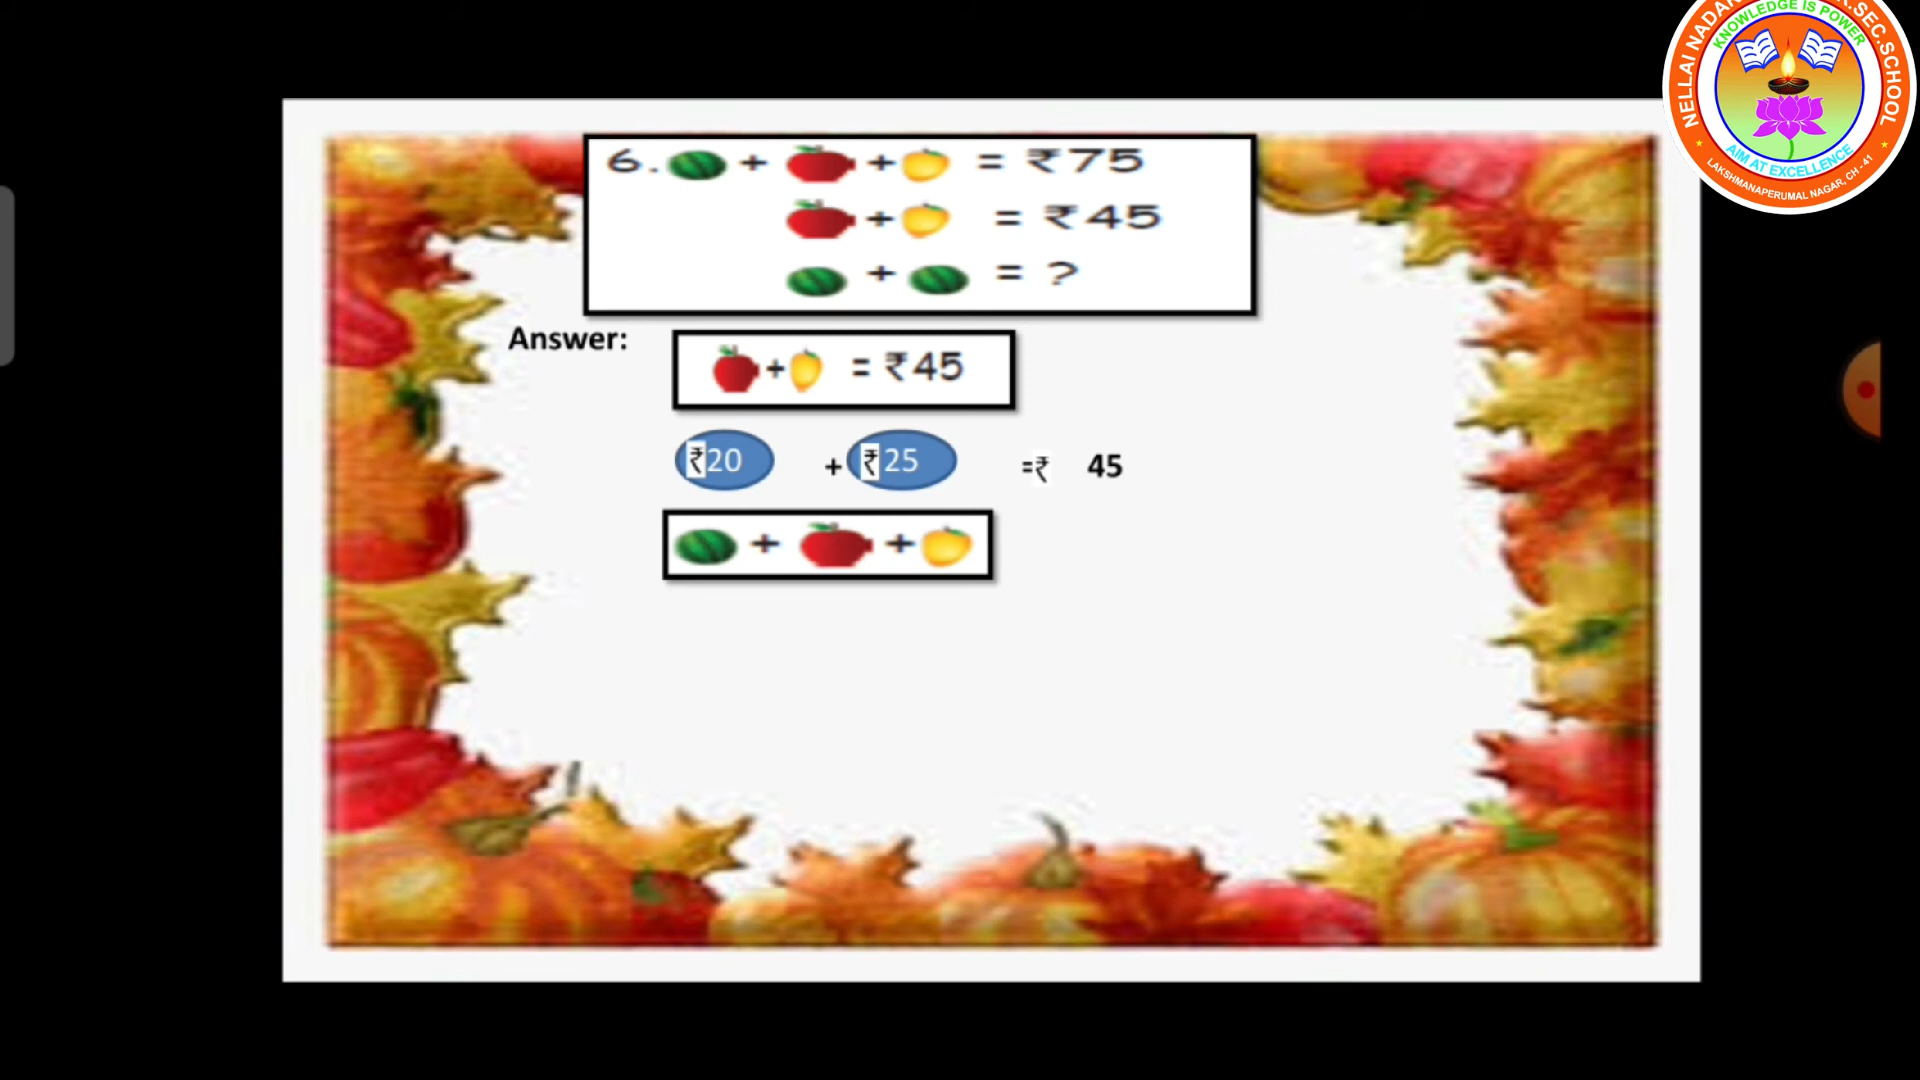 6. + + = ₹75
+ = ₹45
+ = ?
Answer:
+ = ₹45
₹20 + ₹25 =₹ 45
+ +
NELLAI NADAR .SEC.SCHOOL
KNOWLEDGE IS POWER
AIM AT EXCELLENCE
LAKSHMANAPERUMAL NAGAR, CH - 41